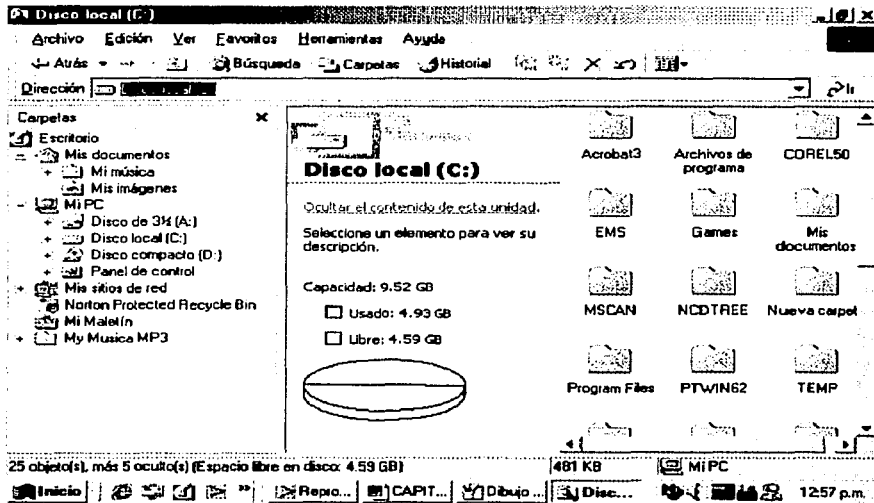 Disco local (C:)
Archivo Edición Ver Favoritos Herramientas Ayuda
Atrás Búsqueda Carpetas Historial
Dirección Ir
Carpetas
Escritorio
Mis documentos
Mi música
Mis imágenes
Mi PC
Disco de 3½ (A:)
Disco local (C:)
Disco compacto (D:)
Panel de control
Mis sitios de red
Norton Protected Recycle Bin
Mi Maletín
My Musica MP3
Disco local (C:)
Ocultar el contenido de esta unidad.
Seleccione un elemento para ver su
descripción.
Capacidad: 9.52 GB
Usado: 4.93 GB
Libre: 4.59 GB
Acrobat3 Archivos de programa COREL50
EMS Games Mis documentos
MSCAN NCDTREE Nueva carpet
Program Files PTWIN62 TEMP
25 objeto(s), más 5 oculto(s) (Espacio libre en disco: 4.59 GB) 481 KB Mi PC
Inicio Repro... CAPIT... Dibujo ... Disc... 12:57 p.m.